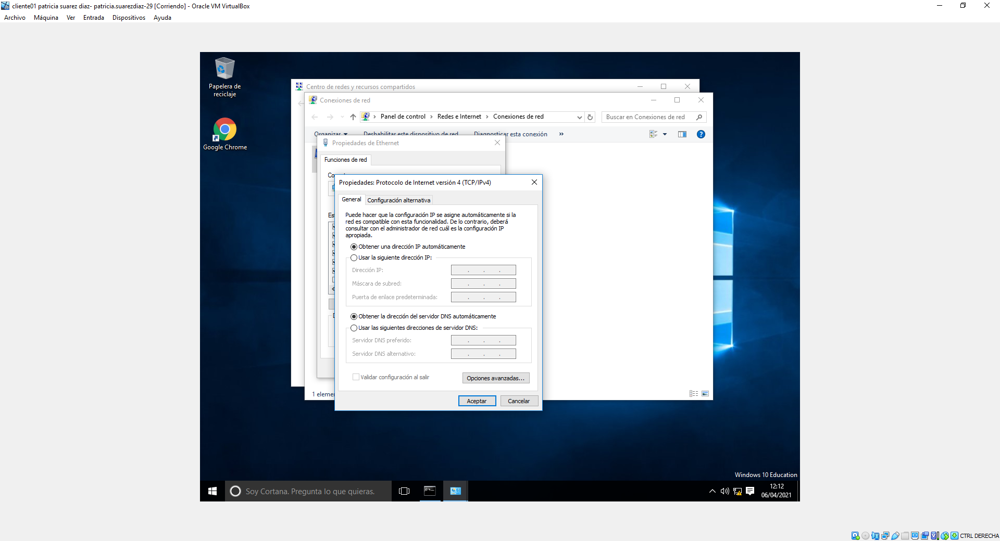 cliente01 patricia suarez diaz- patricia.suarezdiaz-29 [Corriendo] - Oracle VM VirtualBox
Archivo Máquina Ver Entrada Dispositivos Ayuda
Papelera de
reciclaje
Google Chrome
Centro de redes y recursos compartidos
Conexiones de red
Panel de control › Redes e Internet › Conexiones de red
Buscar en Conexiones de red
Organizar Deshabilitar este dispositivo de red Diagnosticar esta conexión »
Propiedades de Ethernet
Funciones de red
Propiedades: Protocolo de Internet versión 4 (TCP/IPv4)
General Configuración alternativa
Puede hacer que la configuración IP se asigne automáticamente si la
red es compatible con esta funcionalidad. De lo contrario, deberá
consultar con el administrador de red cuál es la configuración IP
apropiada.
Obtener una dirección IP automáticamente
Usar la siguiente dirección IP:
Dirección IP:
Máscara de subred:
Puerta de enlace predeterminada:
Obtener la dirección del servidor DNS automáticamente
Usar las siguientes direcciones de servidor DNS:
Servidor DNS preferido:
Servidor DNS alternativo:
Validar configuración al salir
Opciones avanzadas...
1 eleme
Aceptar Cancelar
Windows 10 Education
Soy Cortana. Pregunta lo que quieras.
12:12
06/04/2021
CTRL DERECHA